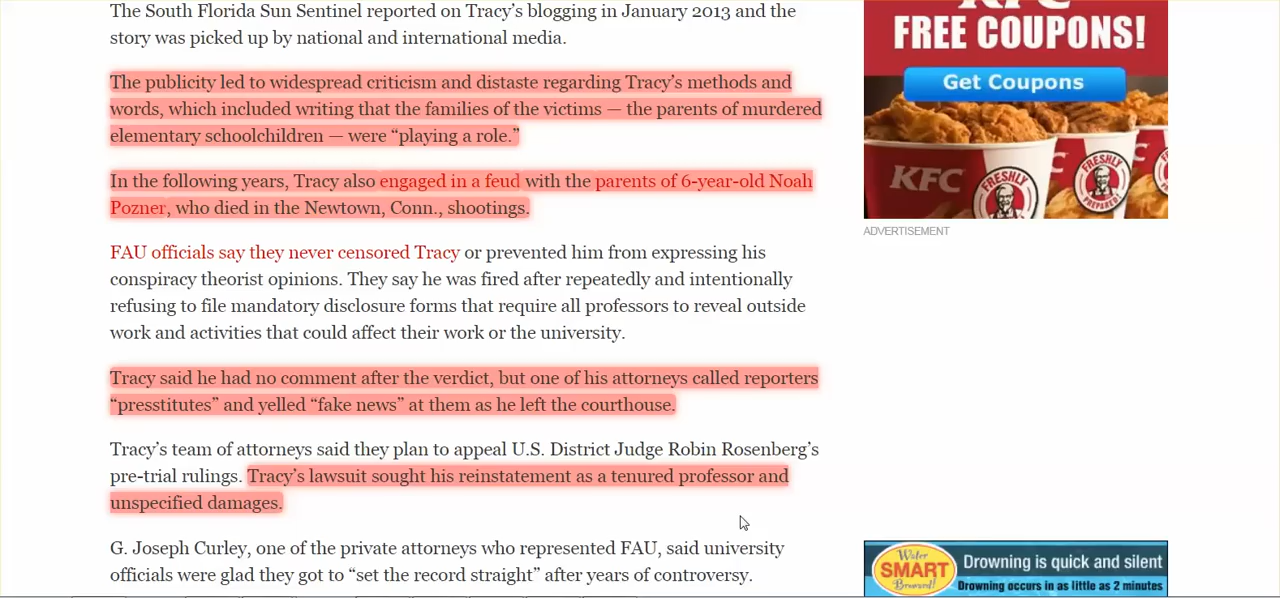 The South Florida Sun Sentinel reported on Tracy’s blogging in January 2013 and the
story was picked up by national and international media.
The publicity led to widespread criticism and distaste regarding Tracy’s methods and
words, which included writing that the families of the victims — the parents of murdered
elementary schoolchildren — were “playing a role.”
In the following years, Tracy also engaged in a feud with the parents of 6-year-old Noah
Pozner, who died in the Newtown, Conn., shootings.
FAU officials say they never censored Tracy or prevented him from expressing his
conspiracy theorist opinions. They say he was fired after repeatedly and intentionally
refusing to file mandatory disclosure forms that require all professors to reveal outside
work and activities that could affect their work or the university.
Tracy said he had no comment after the verdict, but one of his attorneys called reporters
“presstitutes” and yelled “fake news” at them as he left the courthouse.
Tracy’s team of attorneys said they plan to appeal U.S. District Judge Robin Rosenberg’s
pre-trial rulings. Tracy’s lawsuit sought his reinstatement as a tenured professor and
unspecified damages.
G. Joseph Curley, one of the private attorneys who represented FAU, said university
officials were glad they got to “set the record straight” after years of controversy.
KFC
FREE COUPONS!
Get Coupons
KFC
FRESHLY
PREPARED!
FRESHLY
PREPARED!
ADVERTISEMENT
Water
SMART
Broward!
Drowning is quick and silent
Drowning occurs in as little as 2 minutes